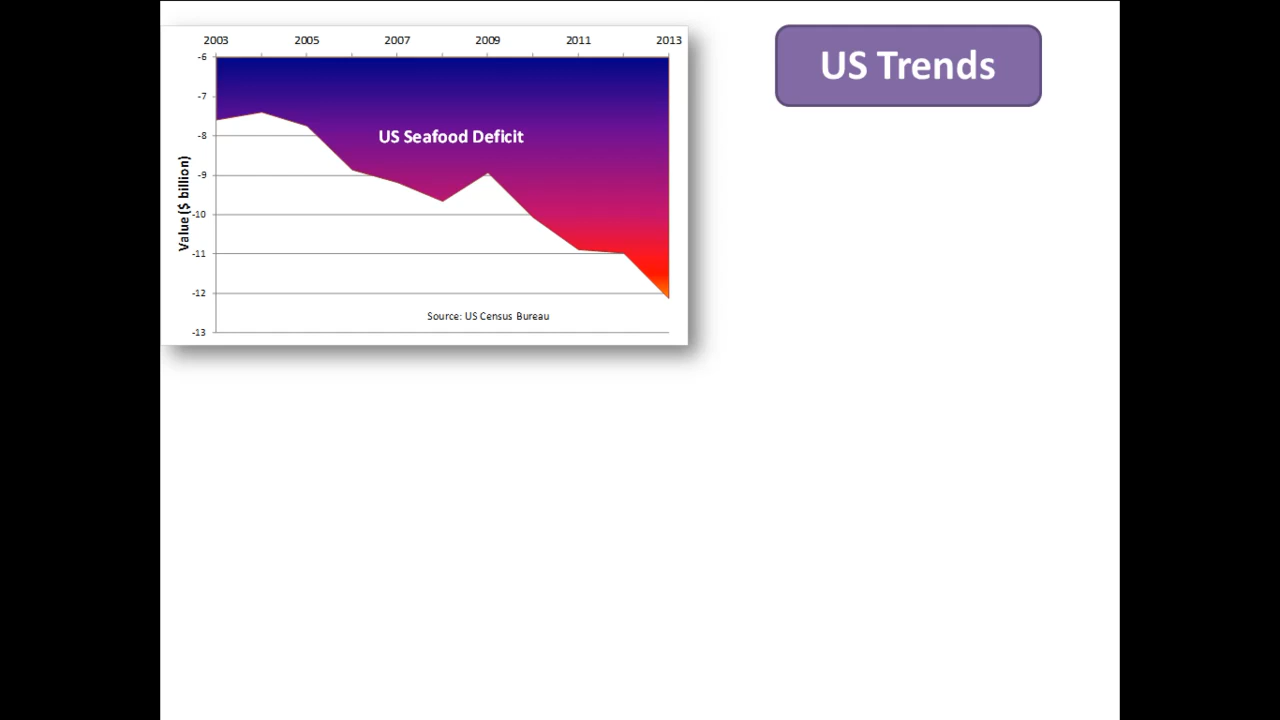 2003 2005 2007 2009 2011 2013
US Trends
-6
-7
-8
-9
-10
-11
-12
-13
Value ($ billion)
US Seafood Deficit
Source: US Census Bureau